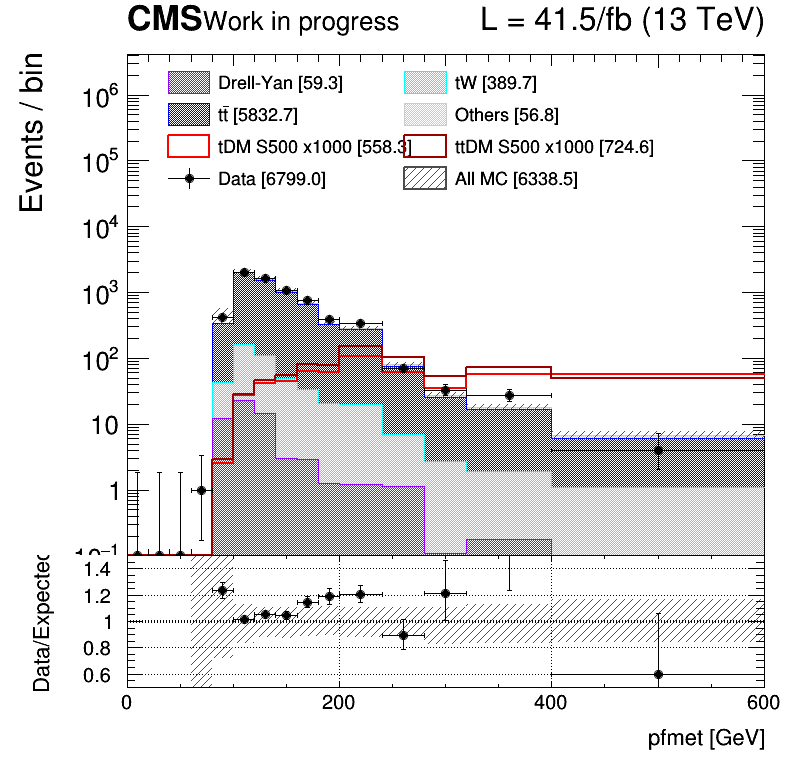 CMS Work in progress L = 41.5/fb (13 TeV)
Events / bin
Drell-Yan [59.3] tW [389.7]
tt̄ [5832.7] Others [56.8]
tDM S500 x1000 [558.3] ttDM S500 x1000 [724.6]
Data [6799.0] All MC [6338.5]
10⁶
10⁵
10⁴
10³
10²
10
1
10⁻¹
Data/Expected
1.4
1.2
1
0.8
0.6
0 200 400 600
pfmet [GeV]